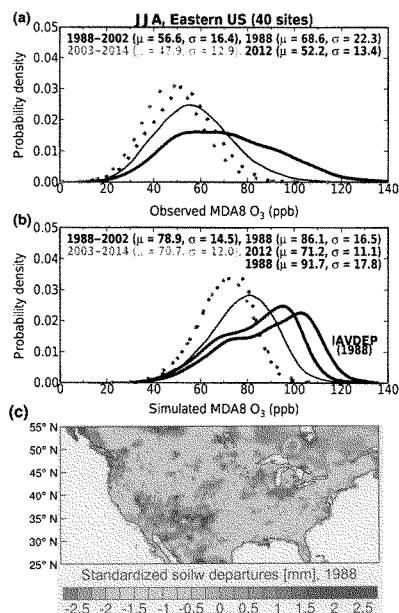 (a) JJA, Eastern US (40 sites)
1988−2002 (μ = 56.6, σ = 16.4), 1988 (μ = 68.6, σ = 22.3)
2003−2014 (μ = 47.9, σ = 12.9), 2012 (μ = 52.2, σ = 13.4)
Probability density
0.05
0.04
0.03
0.02
0.01
0.00
0 20 40 60 80 100 120 140
Observed MDA8 O₃ (ppb)
(b)
1988−2002 (μ = 78.9, σ = 14.5), 1988 (μ = 86.1, σ = 16.5)
2003−2014 (μ = 70.7, σ = 12.0), 2012 (μ = 71.2, σ = 11.1)
1988 (μ = 91.7, σ = 17.8)
Probability density
0.05
0.04
0.03
0.02
0.01
0.00
IAVDEP
(1988)
0 20 40 60 80 100 120 140
Simulated MDA8 O₃ (ppb)
(c)
55° N
50° N
45° N
40° N
35° N
30° N
25° N
Standardized soilw departures [mm], 1988
-2.5 -2 -1.5 -1 -0.5 0 0.5 1 1.5 2 2.5